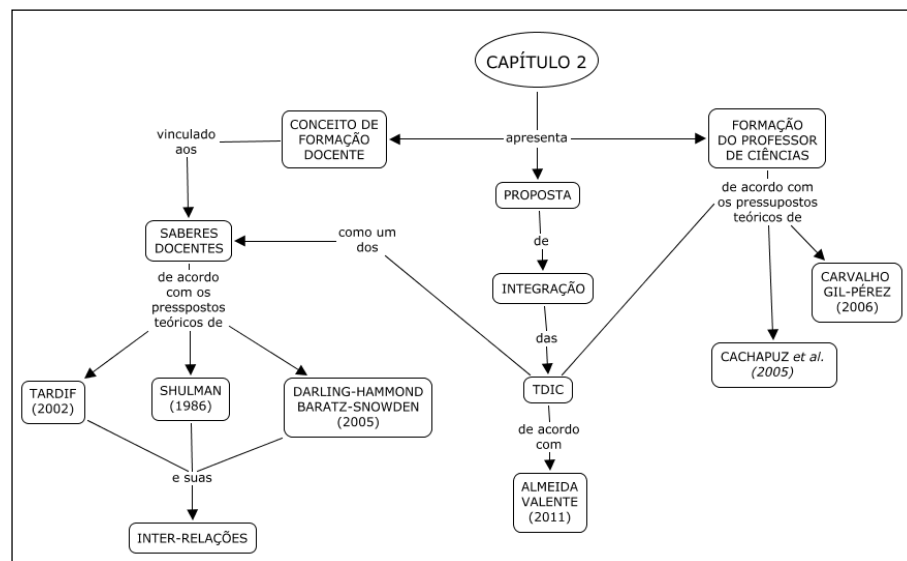 CAPÍTULO 2
vinculado
aos
CONCEITO DE
FORMAÇÃO
DOCENTE
apresenta
FORMAÇÃO
DO PROFESSOR
DE CIÊNCIAS
PROPOSTA
de acordo com
os pressupostos
teóricos de
SABERES
DOCENTES
como um
dos
de
INTEGRAÇÃO
CARVALHO
GIL-PÉREZ
(2006)
de acordo
com os
presspostos
teóricos de
das
CACHAPUZ et al.
(2005)
TARDIF
(2002)
SHULMAN
(1986)
DARLING-HAMMOND
BARATZ-SNOWDEN
(2005)
TDIC
de acordo
com
e suas
ALMEIDA
VALENTE
(2011)
INTER-RELAÇÕES